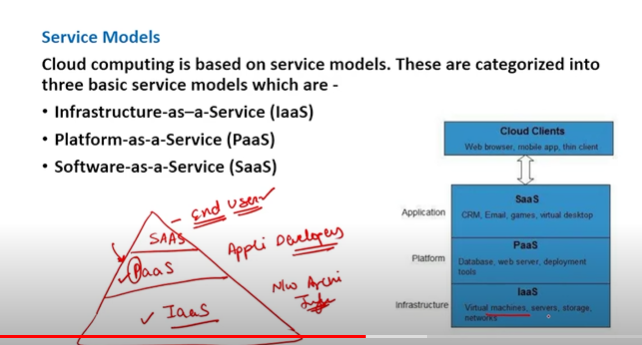 Service Models
Cloud computing is based on service models. These are categorized into
three basic service models which are -
• Infrastructure-as–a-Service (IaaS)
• Platform-as-a-Service (PaaS)
• Software-as-a-Service (SaaS)
Cloud Clients
Web browser, mobile app, thin client
Application
SaaS
CRM, Email, games, virtual desktop
Platform
PaaS
Database, web server, deployment
tools
Infrastructure
IaaS
Virtual machines, servers, storage,
networks
End user
SAAS
Appli Developers
PaaS
N/w Archi
IaaS